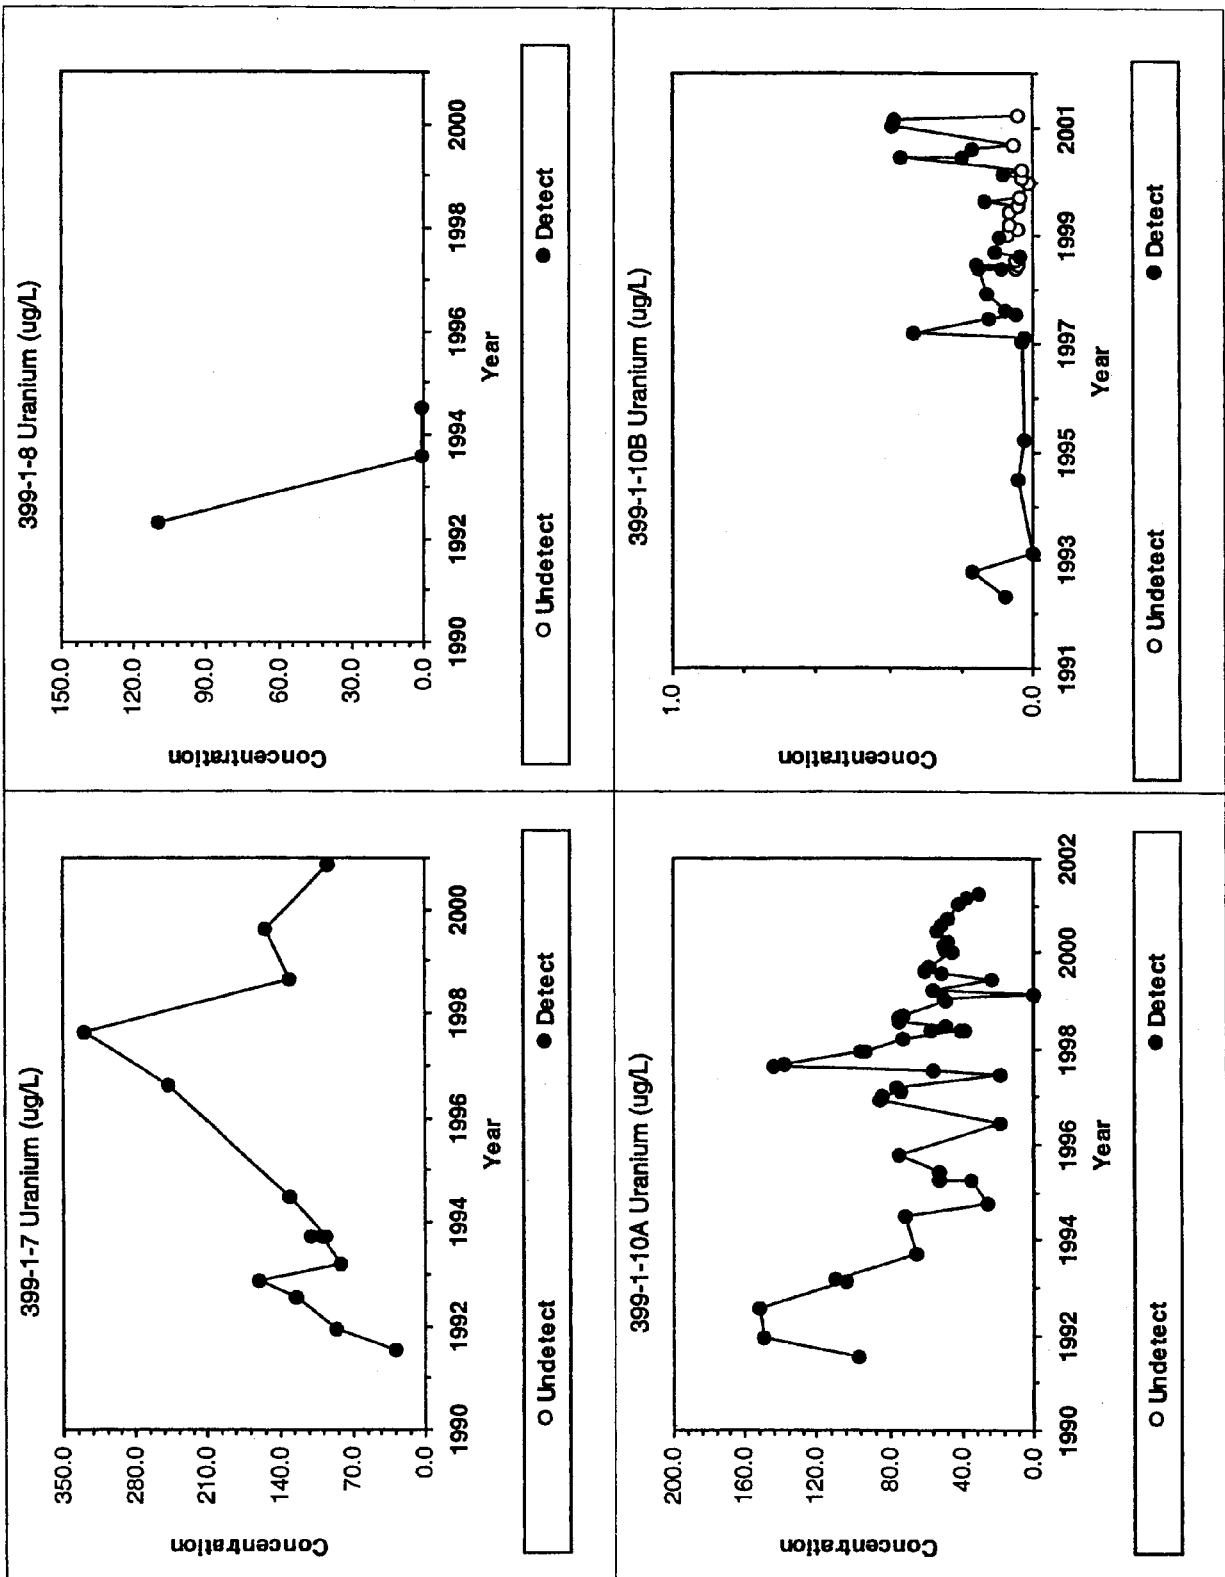 399-1-7 Uranium (ug/L)
Concentration
350.0
280.0
210.0
140.0
70.0
0.0
1990 1992 1994 1996 1998 2000
Year
Undetect Detect
399-1-8 Uranium (ug/L)
Concentration
150.0
120.0
90.0
60.0
30.0
0.0
1990 1992 1994 1996 1998 2000
Year
Undetect Detect
399-1-10A Uranium (ug/L)
Concentration
200.0
160.0
120.0
80.0
40.0
0.0
1990 1992 1994 1996 1998 2000 2002
Year
Undetect Detect
399-1-10B Uranium (ug/L)
Concentration
1.0
0.0
1991 1993 1995 1997 1999 2001
Year
Undetect Detect